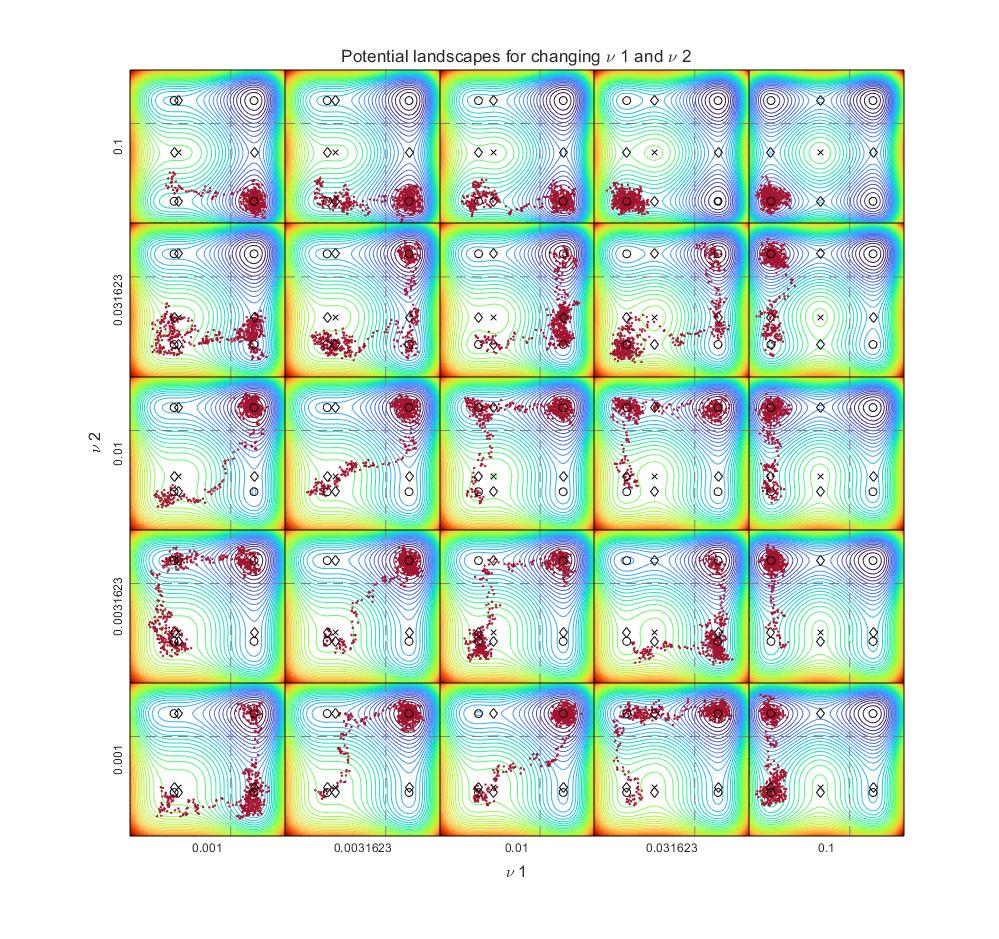 Potential landscapes for changing ν 1 and ν 2
0.1
0.031623
0.01
0.0031623
0.001
ν 2
0.001 0.0031623 0.01 0.031623 0.1
ν 1